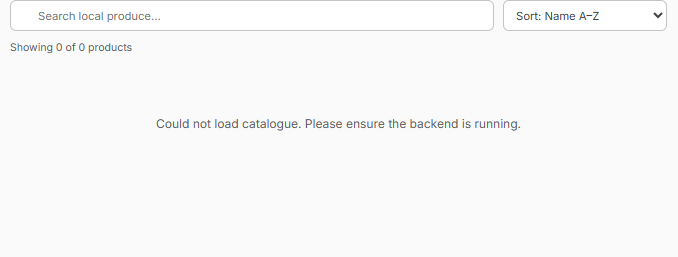 Search local produce...
Sort: Name A–Z
Showing 0 of 0 products
Could not load catalogue. Please ensure the backend is running.